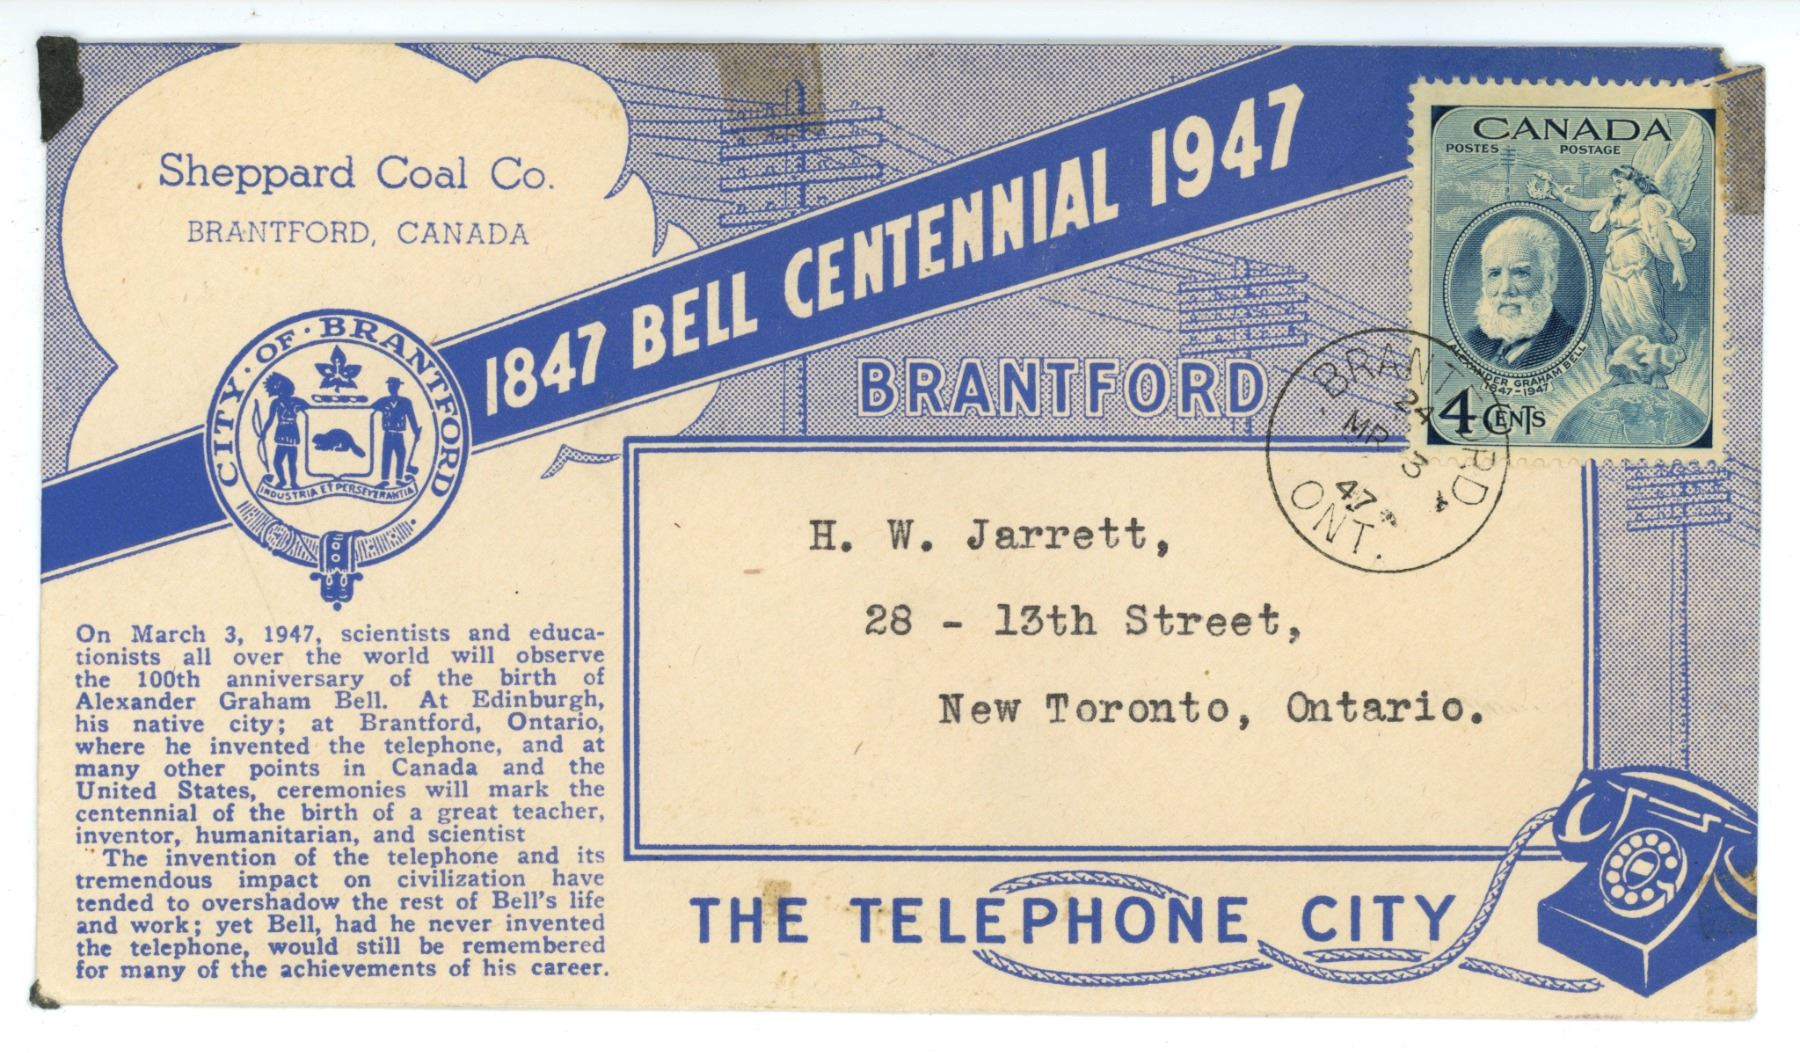 Sheppard Coal Co.
BRANTFORD, CANADA
1847 BELL CENTENNIAL 1947
CANADA
POSTES POSTAGE
ALEXANDER GRAHAM BELL
1847-1947
4 CENTS
BRANTFORD
BRANTFORD
24
MR 3
47
ONT.
CITY · OF · BRANTFORD
INDUSTRIA ET PERSEVERANTIA
H. W. Jarrett,
28 - 13th Street,
New Toronto, Ontario.
On March 3, 1947, scientists and educa-
tionists all over the world will observe
the 100th anniversary of the birth of
Alexander Graham Bell. At Edinburgh,
his native city; at Brantford, Ontario,
where he invented the telephone, and at
many other points in Canada and the
United States, ceremonies will mark the
centennial of the birth of a great teacher,
inventor, humanitarian, and scientist
The invention of the telephone and its
tremendous impact on civilization have
tended to overshadow the rest of Bell's life
and work; yet Bell, had he never invented
the telephone, would still be remembered
for many of the achievements of his career.
THE TELEPHONE CITY